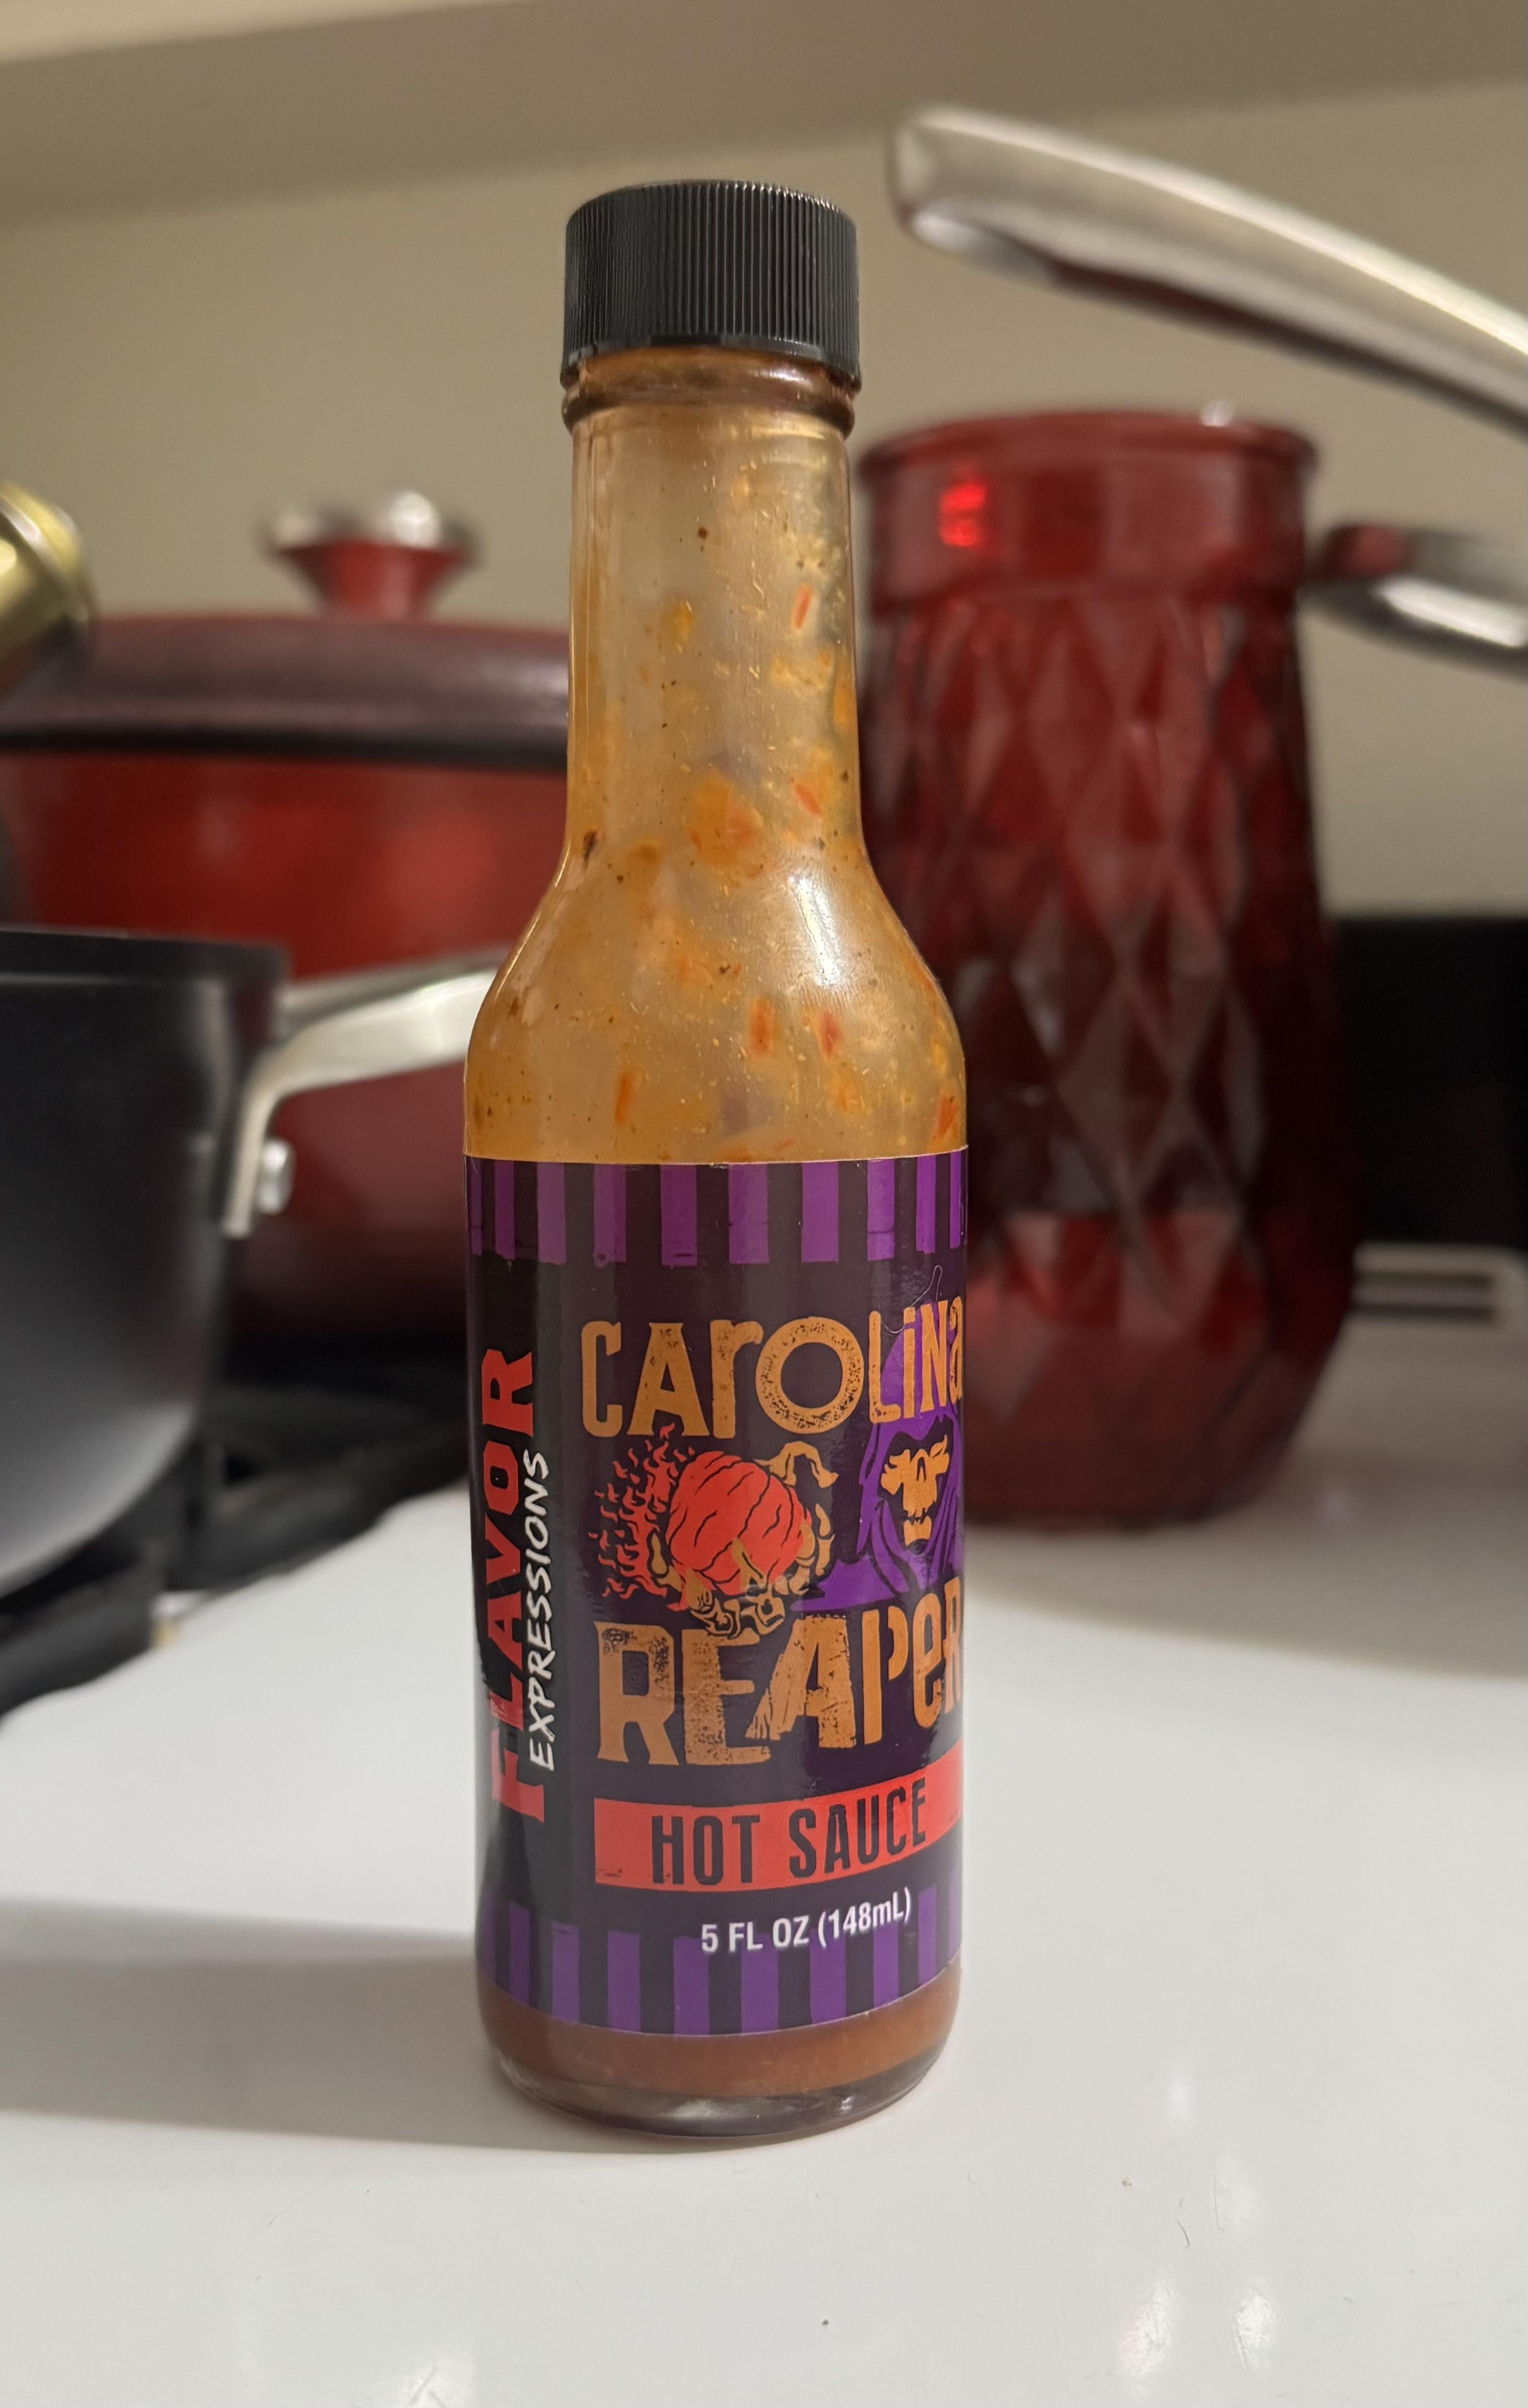 FLAVOR
EXPRESSIONS
CArOLiNa
REAPeR
HOT SAUCE
5 FL OZ (148mL)